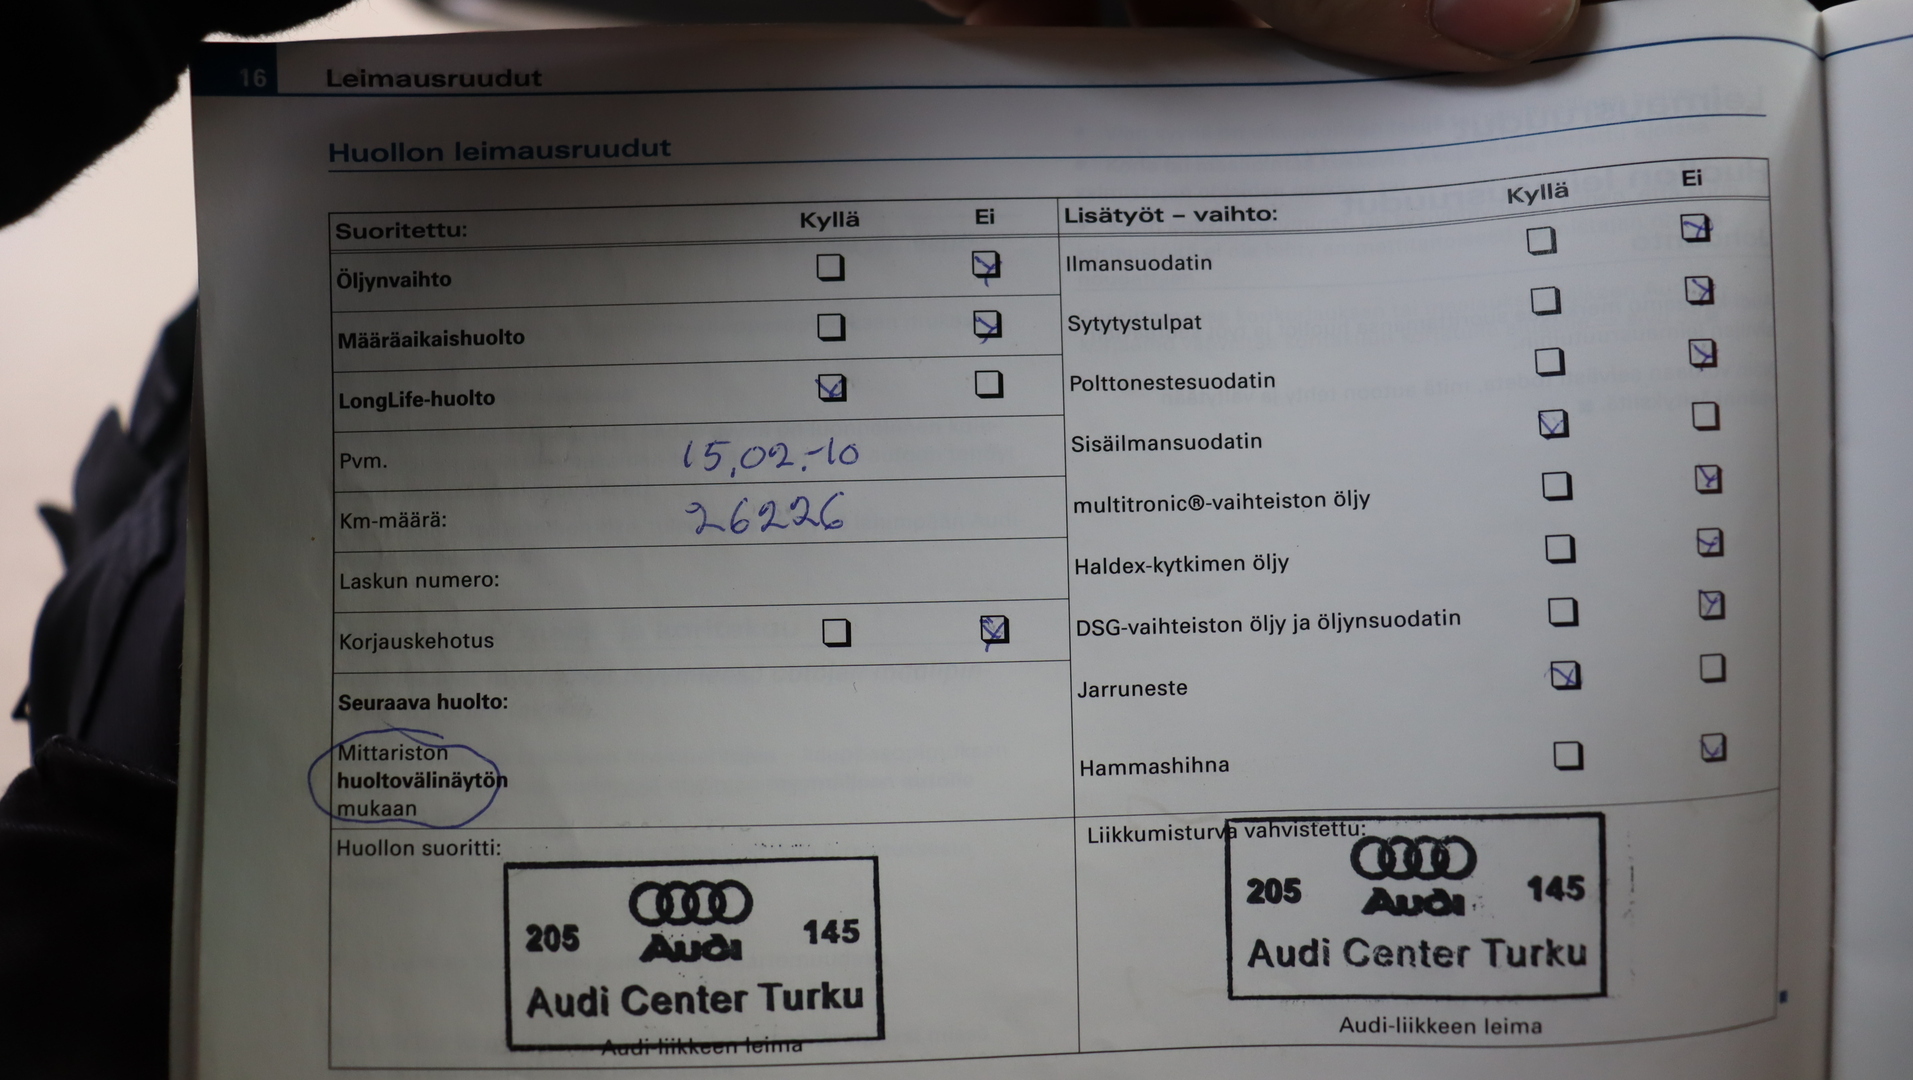 16 Leimausruudut
Huollon leimausruudut
Suoritettu: Kyllä Ei
Öljynvaihto
Määräaikaishuolto
LongLife-huolto
Pvm. 15,02.-10
Km-määrä: 26226
Laskun numero:
Korjauskehotus
Seuraava huolto:
Mittariston
huoltovälinäytön
mukaan
Huollon suoritti:
205 Audi 145
Audi Center Turku
Audi-liikkeen leima
Lisätyöt – vaihto: Kyllä Ei
Ilmansuodatin
Sytytystulpat
Polttonestesuodatin
Sisäilmansuodatin
multitronic®-vaihteiston öljy
Haldex-kytkimen öljy
DSG-vaihteiston öljy ja öljynsuodatin
Jarruneste
Hammashihna
Liikkumisturva vahvistettu:
205 Audi 145
Audi Center Turku
Audi-liikkeen leima